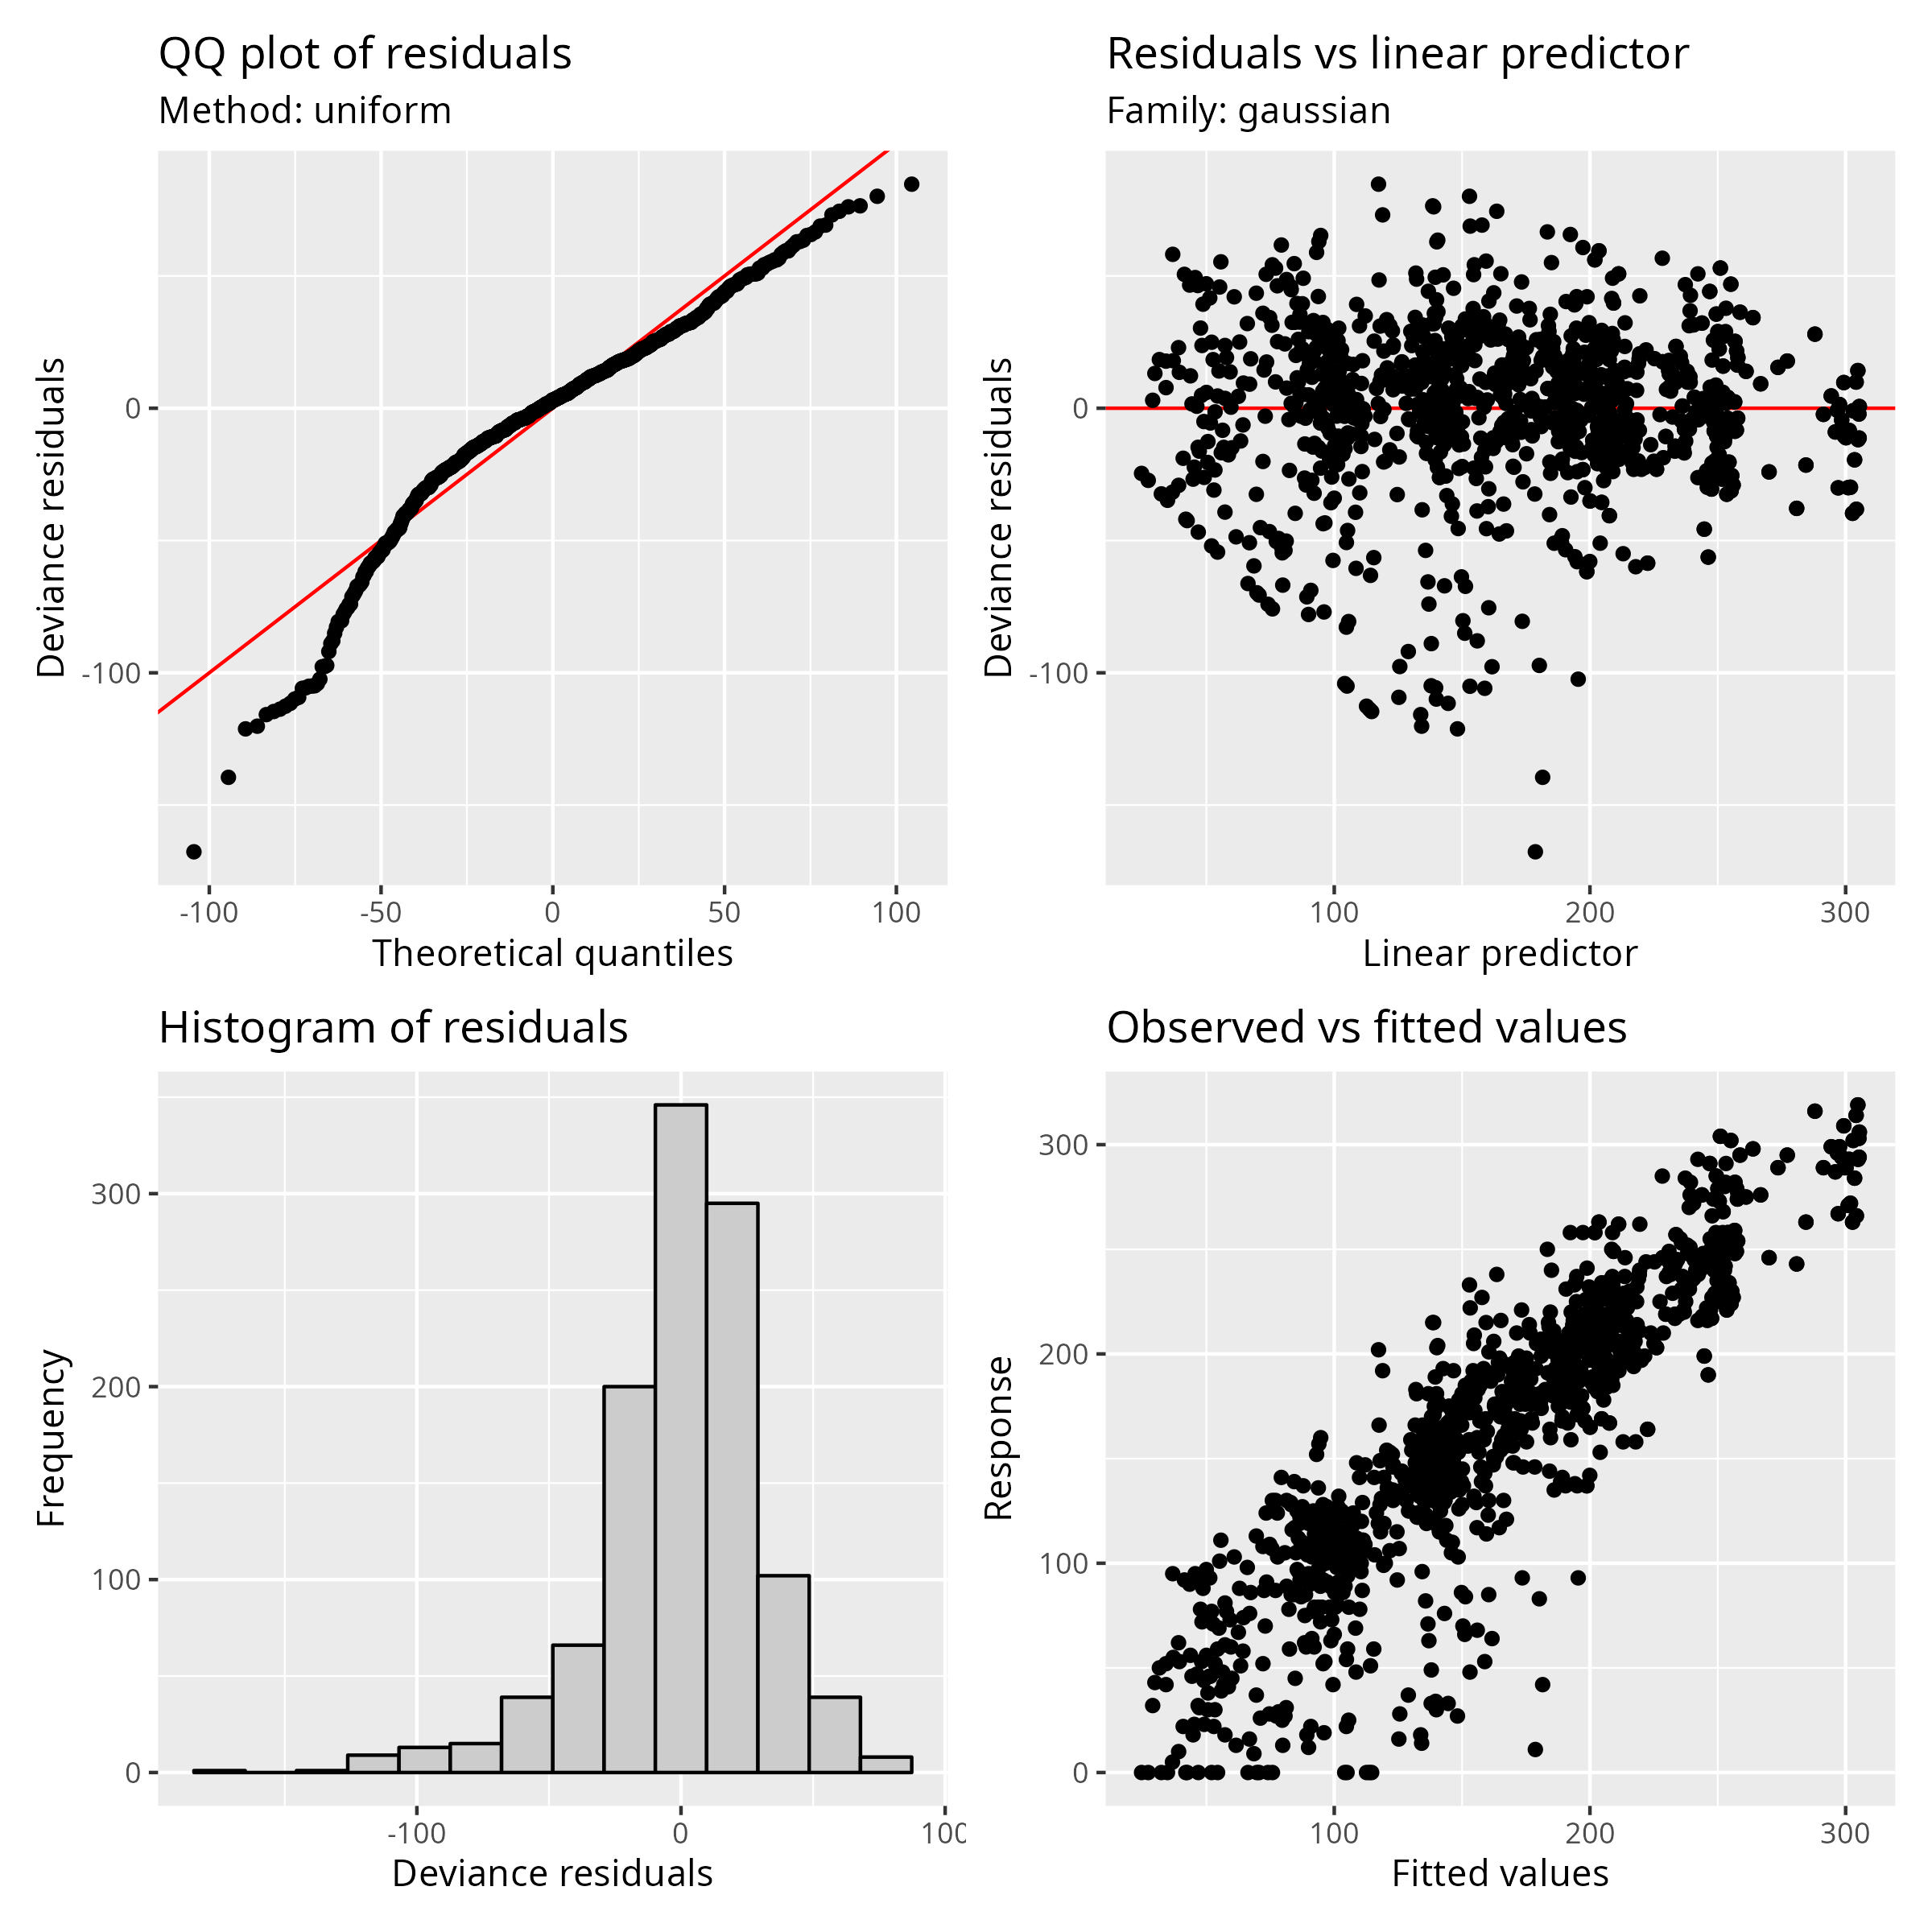 QQ plot of residuals
Method: uniform
Deviance residuals
0
-100
-100
-50
0
50
100
Theoretical quantiles
Residuals vs linear predictor
Family: gaussian
Deviance residuals
0
-100
100
200
300
Linear predictor
Histogram of residuals
Frequency
300
200
100
0
-100
0
100
Deviance residuals
Observed vs fitted values
Response
300
200
100
0
100
200
300
Fitted values